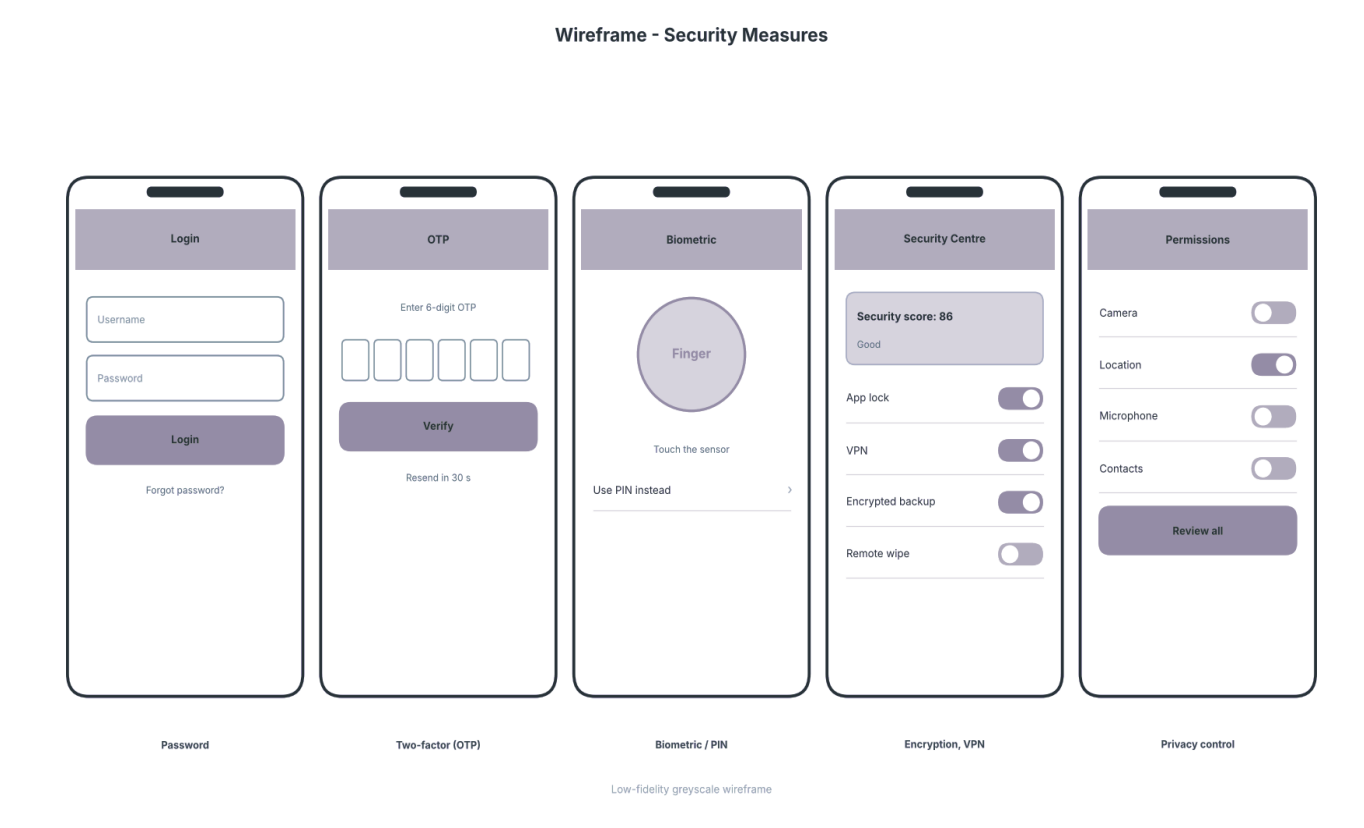 Wireframe - Security Measures
Login
Username
Password
Login
Forgot password?
Password
OTP
Enter 6-digit OTP
Verify
Resend in 30 s
Two-factor (OTP)
Biometric
Finger
Touch the sensor
Use PIN instead ›
Biometric / PIN
Security Centre
Security score: 86
Good
App lock
VPN
Encrypted backup
Remote wipe
Encryption, VPN
Permissions
Camera
Location
Microphone
Contacts
Review all
Privacy control
Low-fidelity greyscale wireframe